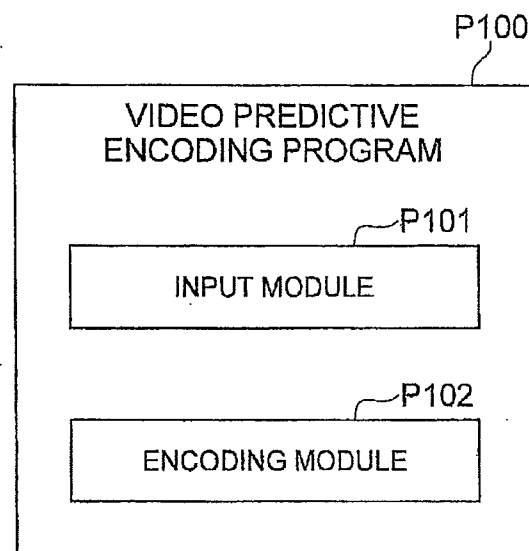 P100
VIDEO PREDICTIVE
ENCODING PROGRAM
P101
INPUT MODULE
P102
ENCODING MODULE